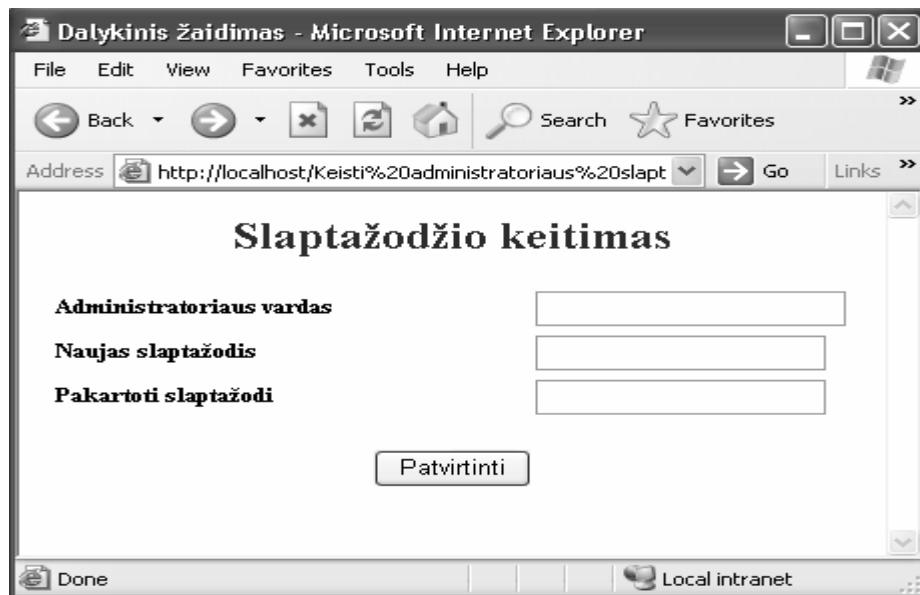 Dalykinis žaidimas - Microsoft Internet Explorer
File Edit View Favorites Tools Help
Back Search Favorites »
Address http://localhost/Keisti%20administratoriaus%20slapt Go Links »
Slaptažodžio keitimas
Administratoriaus vardas
Naujas slaptažodis
Pakartoti slaptažodi
Patvirtinti
Done Local intranet